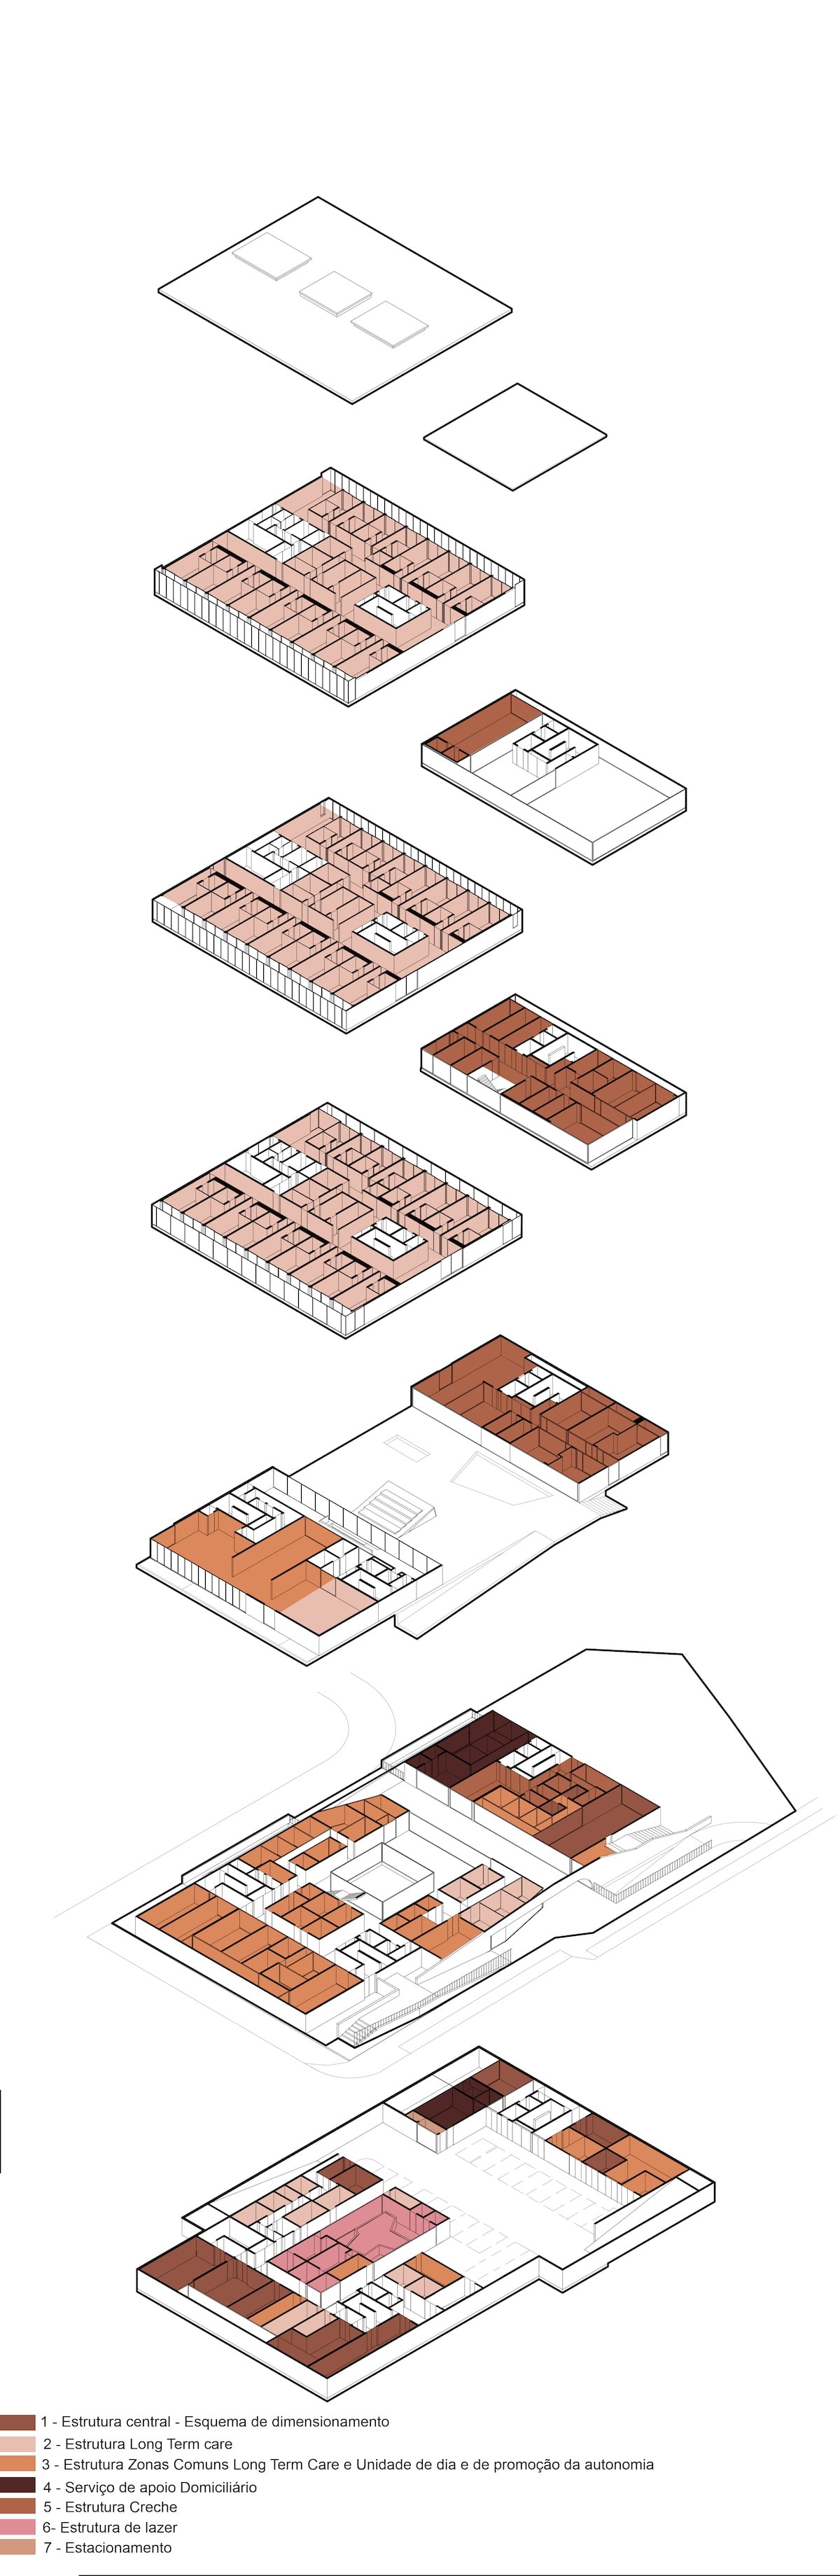 1 - Estrutura central - Esquema de dimensionamento
2 - Estrutura Long Term care
3 - Estrutura Zonas Comuns Long Term Care e Unidade de dia e de promoção da autonomia
4 - Serviço de apoio Domiciliário
5 - Estrutura Creche
6- Estrutura de lazer
7 - Estacionamento